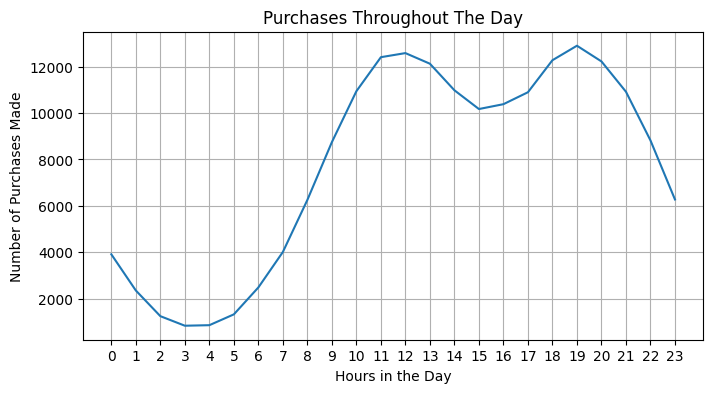 Purchases Throughout The Day
Number of Purchases Made
12000
10000
8000
6000
4000
2000
0 1 2 3 4 5 6 7 8 9 10 11 12 13 14 15 16 17 18 19 20 21 22 23
Hours in the Day